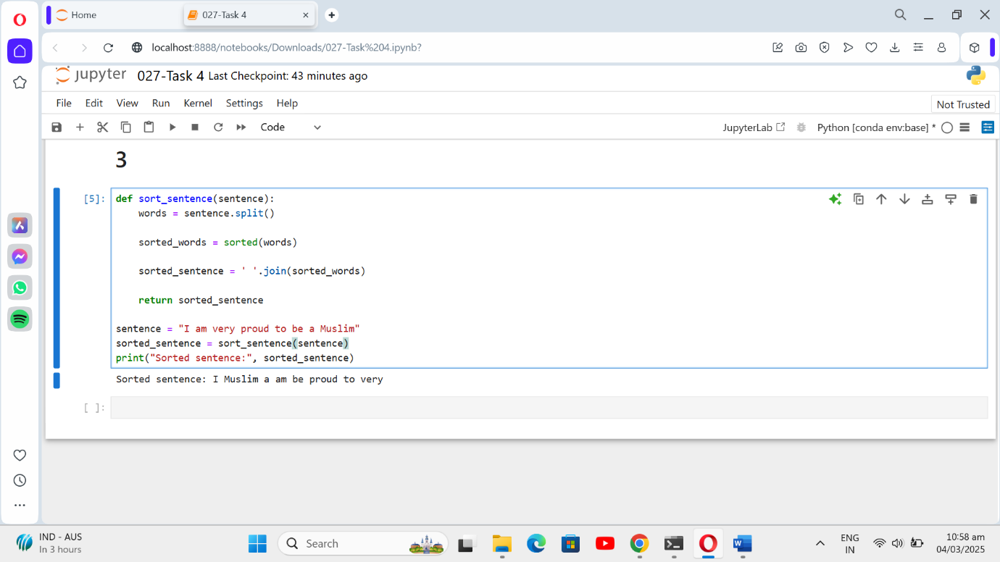 Home
027-Task 4
localhost:8888/notebooks/Downloads/027-Task%204.ipynb?
jupyter 027-Task 4 Last Checkpoint: 43 minutes ago
File Edit View Run Kernel Settings Help
Not Trusted
Code
JupyterLab
Python [conda env:base] *
3
[5]: def sort_sentence(sentence):
    words = sentence.split()
    sorted_words = sorted(words)
    sorted_sentence = ' '.join(sorted_words)
    return sorted_sentence
sentence = "I am very proud to be a Muslim"
sorted_sentence = sort_sentence(sentence)
print("Sorted sentence:", sorted_sentence)
Sorted sentence: I Muslim a am be proud to very
[ ]:
IND - AUS
In 3 hours
Search
ENG
IN
10:58 am
04/03/2025